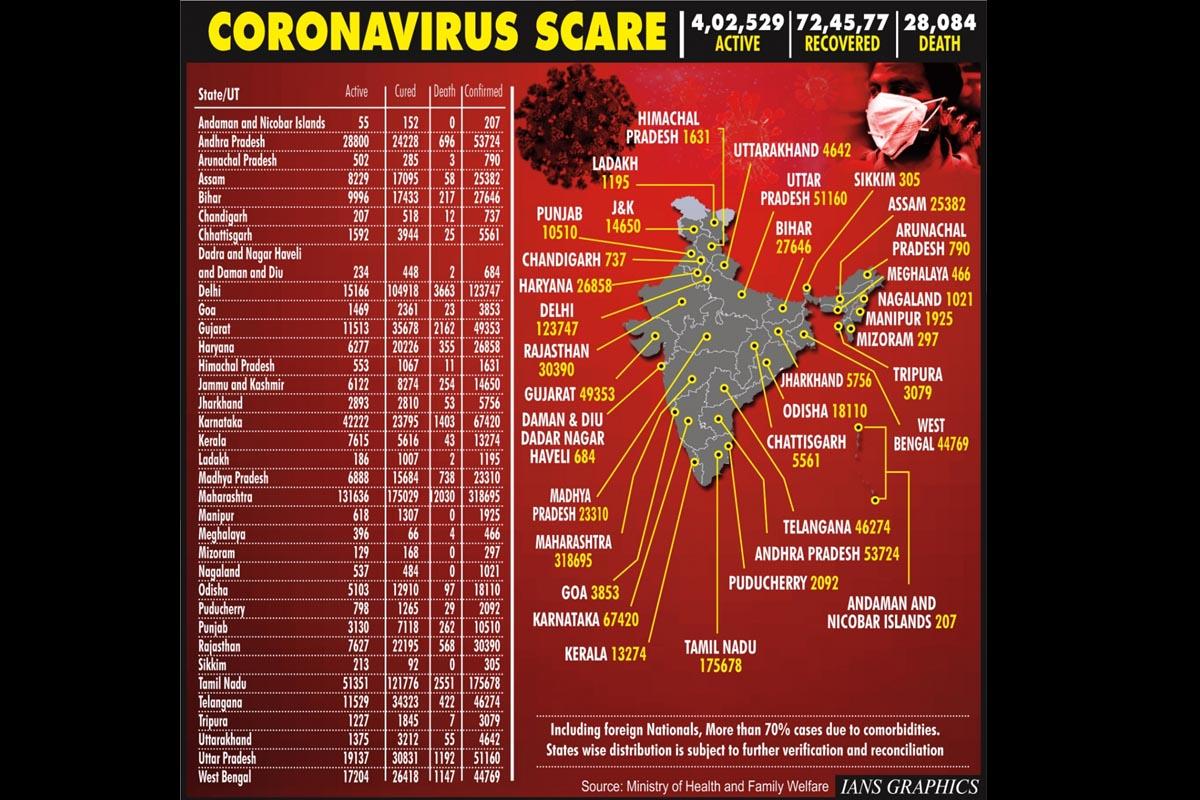 CORONAVIRUS SCARE
4,02,529
ACTIVE
72,45,77
RECOVERED
28,084
DEATH
State/UT Active Cured Death Confirmed
Andaman and Nicobar Islands 55 152 0 207
Andhra Pradesh 28800 24228 696 53724
Arunachal Pradesh 502 285 3 790
Assam 8229 17095 58 25382
Bihar 9996 17433 217 27646
Chandigarh 207 518 12 737
Chhattisgarh 1592 3944 25 5561
Dadra and Nagar Haveli
and Daman and Diu 234 448 2 684
Delhi 15166 104918 3663 123747
Goa 1469 2361 23 3853
Gujarat 11513 35678 2162 49353
Haryana 6277 20226 355 26858
Himachal Pradesh 553 1067 11 1631
Jammu and Kashmir 6122 8274 254 14650
Jharkhand 2893 2810 53 5756
Karnataka 42222 23795 1403 67420
Kerala 7615 5616 43 13274
Ladakh 186 1007 2 1195
Madhya Pradesh 6888 15684 738 23310
Maharashtra 131636 175029 12030 318695
Manipur 618 1307 0 1925
Meghalaya 396 66 4 466
Mizoram 129 168 0 297
Nagaland 537 484 0 1021
Odisha 5103 12910 97 18110
Puducherry 798 1265 29 2092
Punjab 3130 7118 262 10510
Rajasthan 7627 22195 568 30390
Sikkim 213 92 0 305
Tamil Nadu 51351 121776 2551 175678
Telangana 11529 34323 422 46274
Tripura 1227 1845 7 3079
Uttarakhand 1375 3212 55 4642
Uttar Pradesh 19137 30831 1192 51160
West Bengal 17204 26418 1147 44769
HIMACHAL
PRADESH 1631
UTTARAKHAND 4642
LADAKH
1195
UTTAR
PRADESH 51160
SIKKIM 305
ASSAM 25382
J&K
14650
PUNJAB
10510
BIHAR
27646
ARUNACHAL
PRADESH 790
CHANDIGARH 737
MEGHALAYA 466
HARYANA 26858
NAGALAND 1021
DELHI
123747
MANIPUR 1925
MIZORAM 297
RAJASTHAN
30390
TRIPURA
3079
JHARKHAND 5756
GUJARAT 49353
ODISHA 18110
DAMAN & DIU
DADAR NAGAR
HAVELI 684
WEST
BENGAL 44769
CHATTISGARH
5561
MADHYA
PRADESH 23310
TELANGANA 46274
MAHARASHTRA
318695
ANDHRA PRADESH 53724
PUDUCHERRY 2092
GOA 3853
ANDAMAN AND
NICOBAR ISLANDS 207
KARNATAKA 67420
KERALA 13274
TAMIL NADU
175678
Including foreign Nationals, More than 70% cases due to comorbidities.
States wise distribution is subject to further verification and reconciliation
Source: Ministry of Health and Family Welfare
IANS GRAPHICS